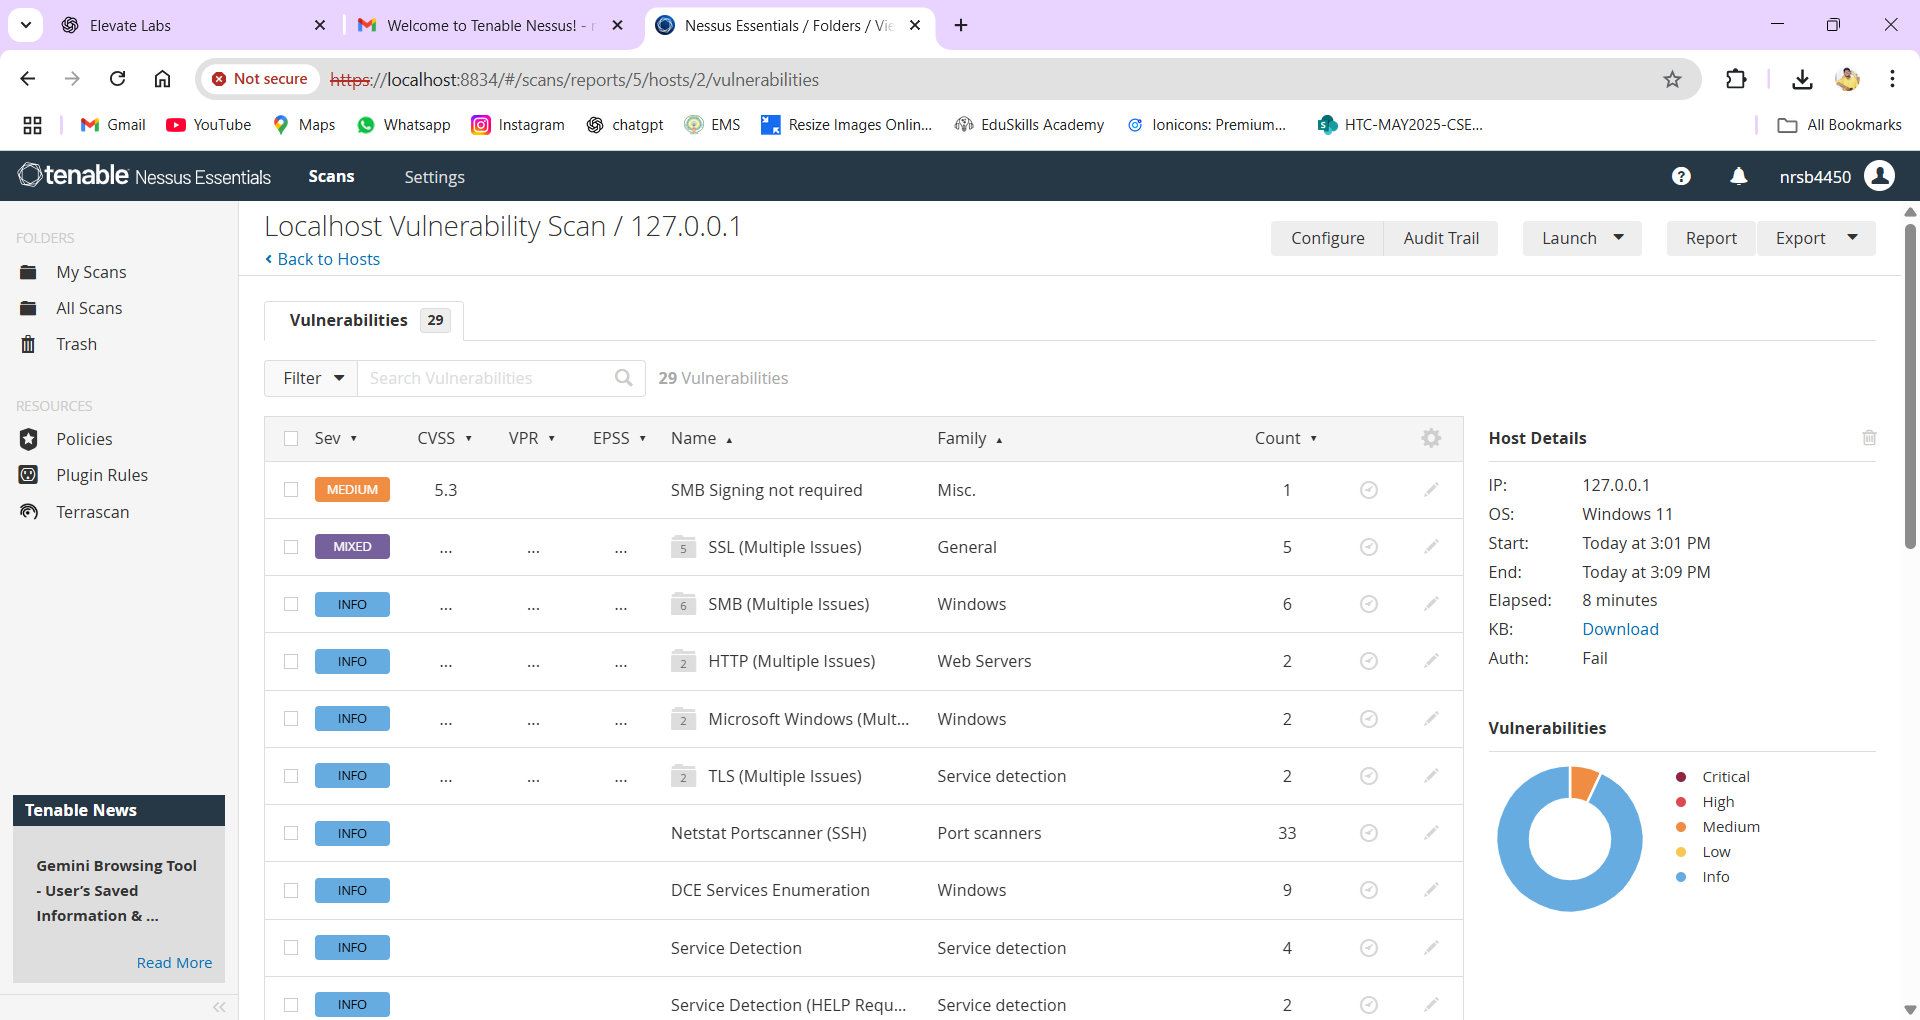 Elevate Labs
Welcome to Tenable Nessus! -
Nessus Essentials / Folders / Vie
Not secure https://localhost:8834/#/scans/reports/5/hosts/2/vulnerabilities
Gmail YouTube Maps Whatsapp Instagram chatgpt EMS Resize Images Onlin... EduSkills Academy Ionicons: Premium... HTC-MAY2025-CSE... All Bookmarks
tenable Nessus Essentials Scans Settings ? nrsb4450
FOLDERS
My Scans
All Scans
Trash
RESOURCES
Policies
Plugin Rules
Terrascan
Tenable News
Gemini Browsing Tool
- User's Saved
Information & ...
Read More
Localhost Vulnerability Scan / 127.0.0.1
Back to Hosts
Configure Audit Trail Launch Report Export
Vulnerabilities 29
Filter Search Vulnerabilities 29 Vulnerabilities
Sev CVSS VPR EPSS Name Family Count
MEDIUM 5.3 SMB Signing not required Misc. 1
MIXED ... ... ... 5 SSL (Multiple Issues) General 5
INFO ... ... ... 6 SMB (Multiple Issues) Windows 6
INFO ... ... ... 2 HTTP (Multiple Issues) Web Servers 2
INFO ... ... ... 2 Microsoft Windows (Mult... Windows 2
INFO ... ... ... 2 TLS (Multiple Issues) Service detection 2
INFO Netstat Portscanner (SSH) Port scanners 33
INFO DCE Services Enumeration Windows 9
INFO Service Detection Service detection 4
INFO Service Detection (HELP Requ... Service detection 2
Host Details
IP: 127.0.0.1
OS: Windows 11
Start: Today at 3:01 PM
End: Today at 3:09 PM
Elapsed: 8 minutes
KB: Download
Auth: Fail
Vulnerabilities
Critical
High
Medium
Low
Info